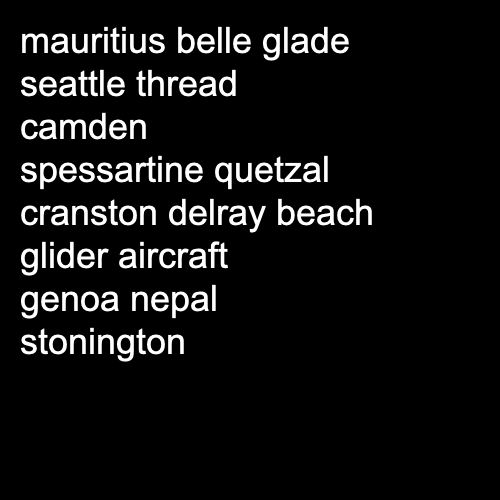 mauritius belle glade
seattle thread
camden
spessartine quetzal
cranston delray beach
glider aircraft
genoa nepal
stonington